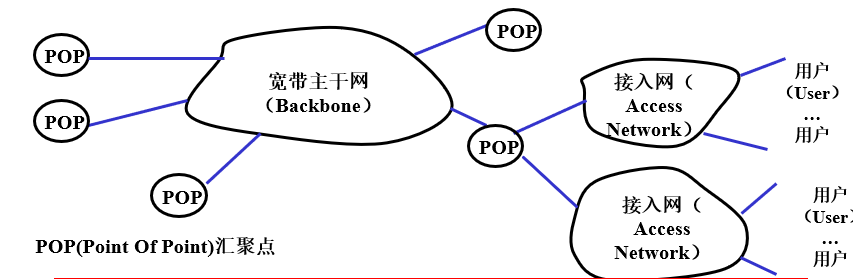 POP
POP
POP
POP
POP
宽带主干网
（Backbone）
接入网（
Access
Network）
用户
（User）
...
用户
接入网（
Access
Network）
用户
（User）
...
用户
POP(Point Of Point)汇聚点